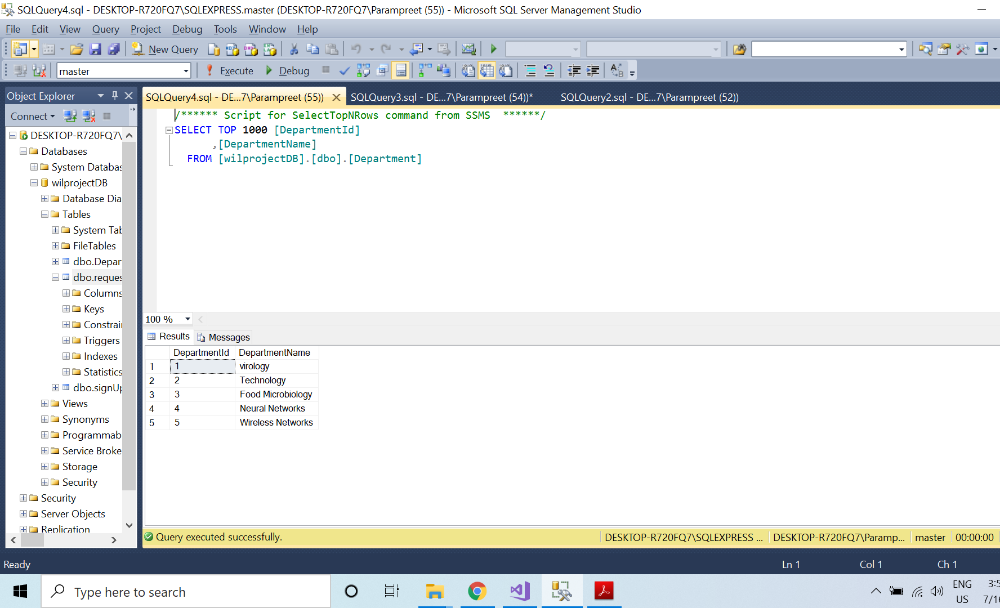 SQLQuery4.sql - DESKTOP-R720FQ7\SQLEXPRESS.master (DESKTOP-R720FQ7\Parampreet (55)) - Microsoft SQL Server Management Studio
File Edit View Query Project Debug Tools Window Help
New Query
master Execute Debug
Object Explorer
Connect
DESKTOP-R720FQ7\
Databases
System Databas
wilprojectDB
Database Dia
Tables
System Tab
FileTables
dbo.Depar
dbo.reques
Columns
Keys
Constrai
Triggers
Indexes
Statistics
dbo.signUp
Views
Synonyms
Programmab
Service Broke
Storage
Security
Security
Server Objects
Replication
SQLQuery4.sql - DE...7\Parampreet (55)) SQLQuery3.sql - DE...7\Parampreet (54))* SQLQuery2.sql - DE...7\Parampreet (52))
/****** Script for SelectTopNRows command from SSMS  ******/
SELECT TOP 1000 [DepartmentId]
,[DepartmentName]
FROM [wilprojectDB].[dbo].[Department]
100 %
Results Messages
DepartmentId DepartmentName
1 1 virology
2 2 Technology
3 3 Food Microbiology
4 4 Neural Networks
5 5 Wireless Networks
Query executed successfully. DESKTOP-R720FQ7\SQLEXPRESS ... DESKTOP-R720FQ7\Paramp... master 00:00:00
Ready Ln 1 Col 1 Ch 1
Type here to search
ENG
US
3:5
7/16